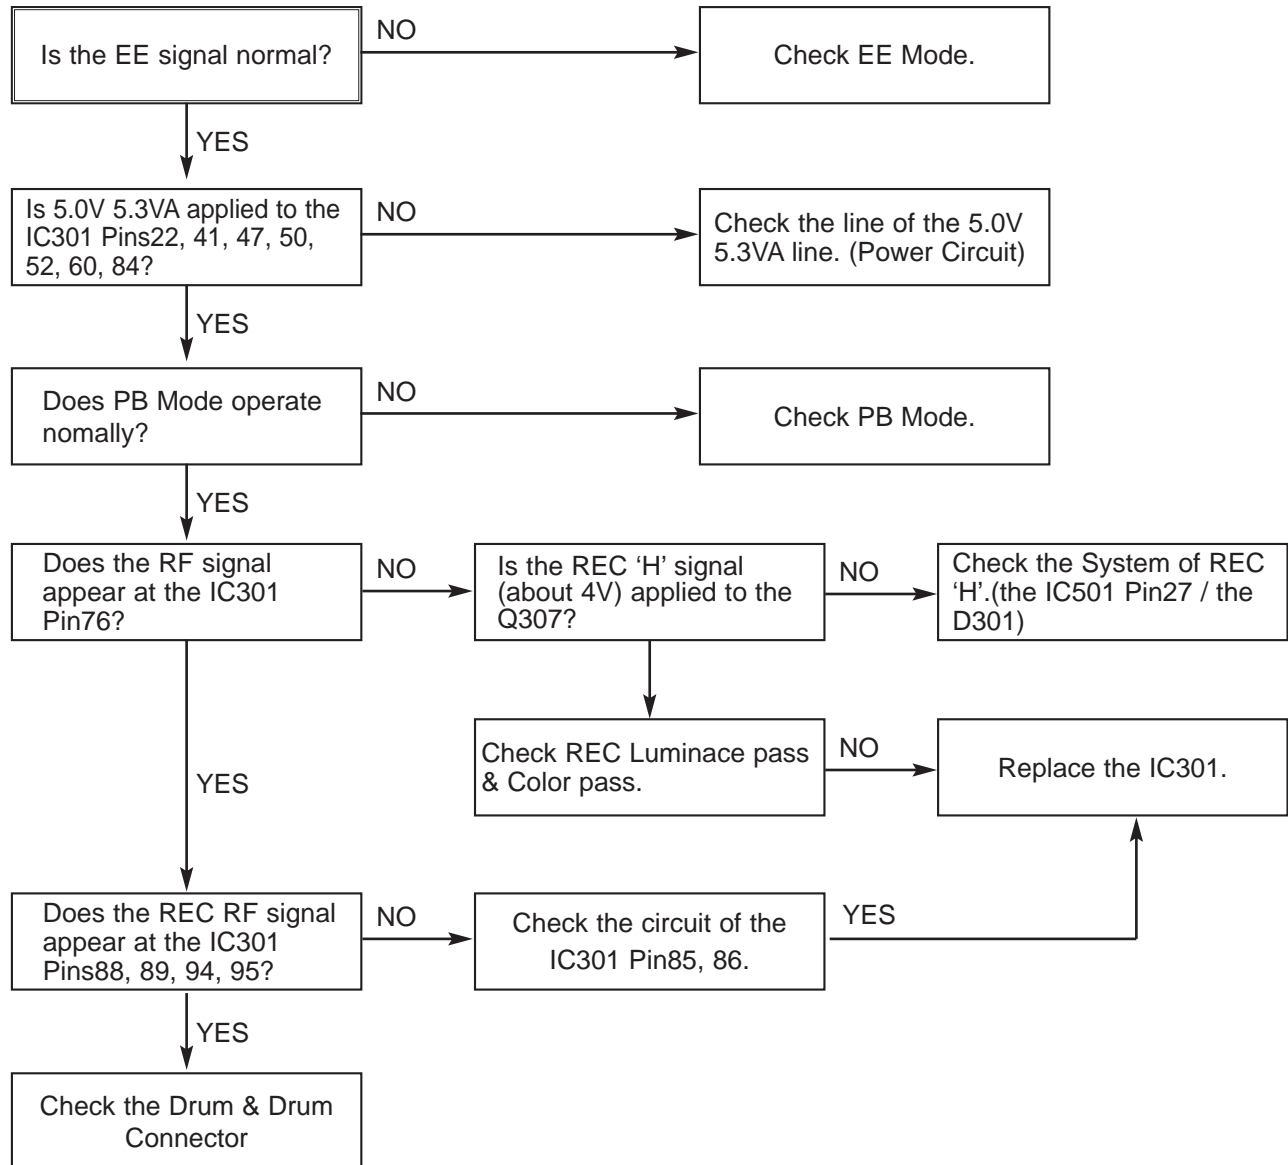 Is the EE signal normal?
NO
Check EE Mode.
YES
Is 5.0V 5.3VA applied to the
IC301 Pins22, 41, 47, 50,
52, 60, 84?
NO
Check the line of the 5.0V
5.3VA line. (Power Circuit)
YES
Does PB Mode operate
nomally?
NO
Check PB Mode.
YES
Does the RF signal
appear at the IC301
Pin76?
NO
Is the REC ‘H’ signal
(about 4V) applied to the
Q307?
NO
Check the System of REC
‘H’.(the IC501 Pin27 / the
D301)
Check REC Luminace pass
& Color pass.
NO
Replace the IC301.
YES
Does the REC RF signal
appear at the IC301
Pins88, 89, 94, 95?
NO
Check the circuit of the
IC301 Pin85, 86.
YES
YES
Check the Drum & Drum
Connector